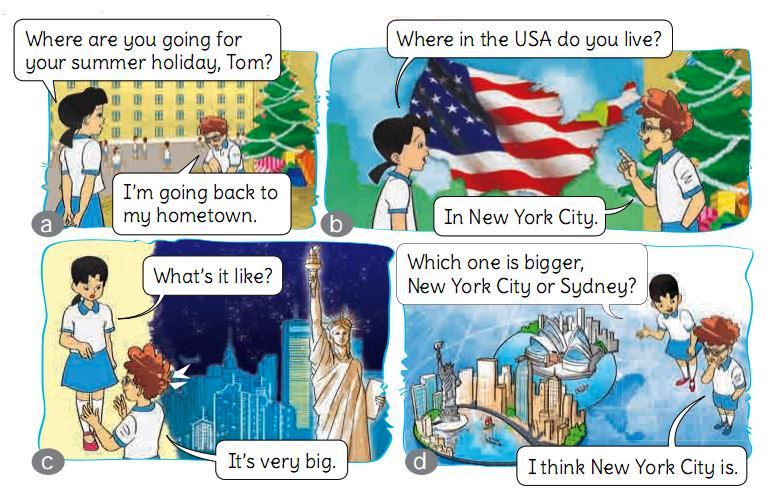 Where are you going for
your summer holiday, Tom?
I'm going back to
my hometown.
a
Where in the USA do you live?
In New York City.
b
What's it like?
It's very big.
c
Which one is bigger,
New York City or Sydney?
I think New York City is.
d